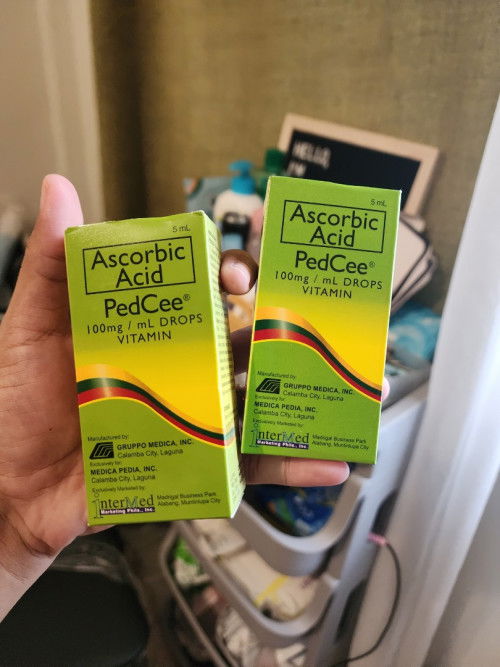 HELLO,
I'M
5 mL
Ascorbic
Acid
PedCee®
100mg / mL DROPS
VITAMIN
Manufactured by:
GRUPPO MEDICA, INC.
Calamba City, Laguna
Exclusively for:
MEDICA PEDIA, INC.
Calamba City, Laguna
Exclusively Marketed by:
InterMed
Marketing Phils., Inc.
Madrigal Business Park
Alabang, Muntinlupa City
5 mL
Ascorbic
Acid
PedCee®
100mg / mL DROPS
VITAMIN
Manufactured by:
GRUPPO MEDICA, INC.
Calamba City, Laguna
Exclusively for:
MEDICA PEDIA, INC.
Calamba City, Laguna
Exclusively Marketed by:
InterMed
Marketing Phils., Inc.
Madrigal Business Park
Alabang, Muntinlupa City